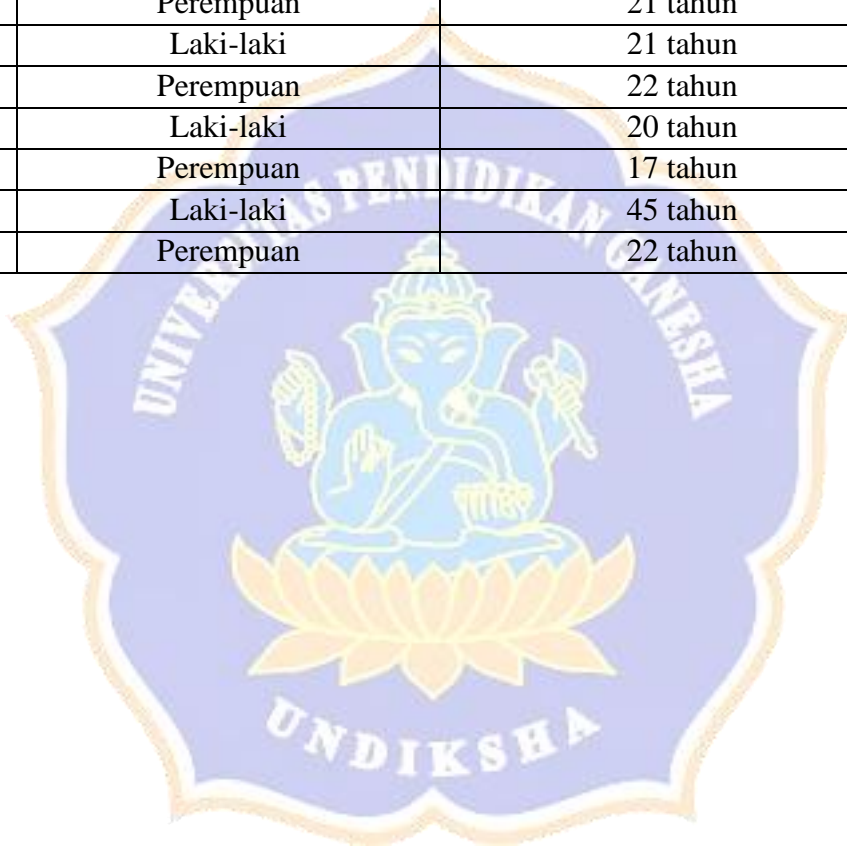 Perempuan 21 tahun
Laki-laki 21 tahun
Perempuan 22 tahun
Laki-laki 20 tahun
Perempuan 17 tahun
Laki-laki 45 tahun
Perempuan 22 tahun
UNIVERSITAS PENDIDIKAN GANESHA
UNDIKSHA